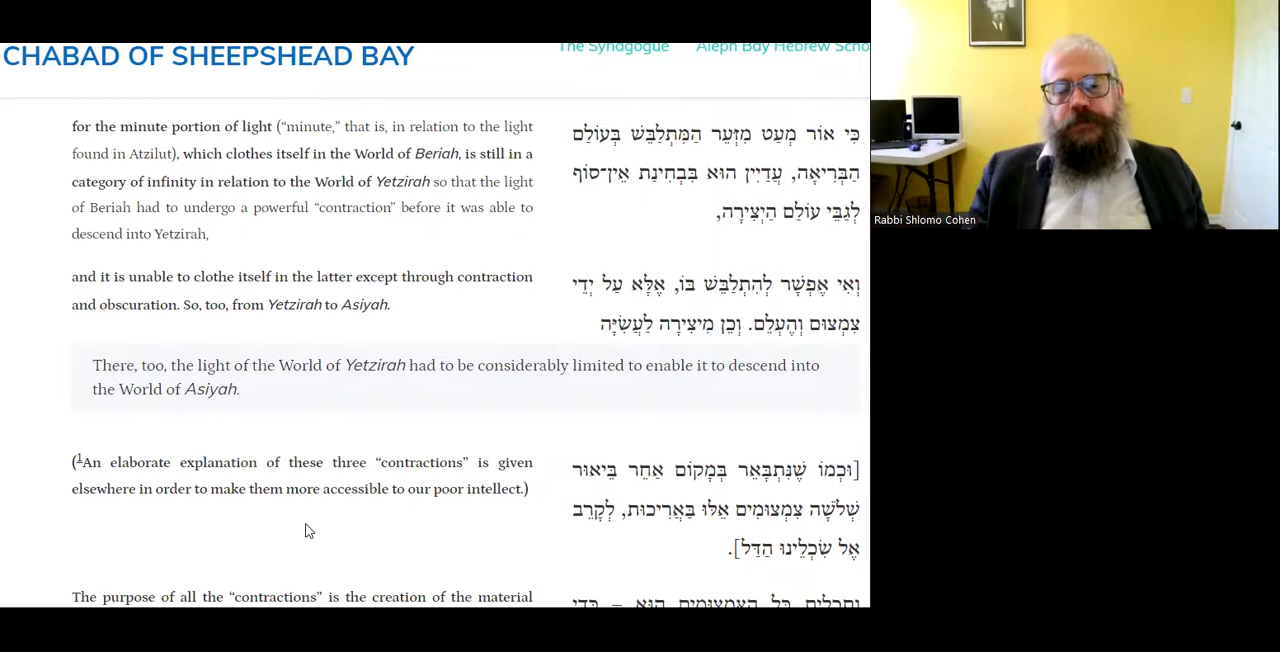 The Synagogue Aleph Bay Hebrew Scho
CHABAD OF SHEEPSHEAD BAY
for the minute portion of light (“minute,” that is, in relation to the light
found in Atzilut), which clothes itself in the World of Beriah, is still in a
category of infinity in relation to the World of Yetzirah so that the light
of Beriah had to undergo a powerful “contraction” before it was able to
descend into Yetzirah,
כִּי אוֹר מְעַט מִזְּעֵר הַמִּתְלַבֵּשׁ בְּעוֹלַם
הַבְּרִיאָה, עֲדַיִין הוּא בִּבְחִינַת אֵין־סוֹף
לְגַבֵּי עוֹלַם הַיְצִירָה,
and it is unable to clothe itself in the latter except through contraction
and obscuration. So, too, from Yetzirah to Asiyah.
וְאִי אֶפְשָׁר לְהִתְלַבֵּשׁ בּוֹ, אֶלָּא עַל יְדֵי
צִמְצוּם וְהֶעְלֵם. וְכֵן מִיצִירָה לַעֲשִׂיָּה
There, too, the light of the World of Yetzirah had to be considerably limited to enable it to descend into
the World of Asiyah.
(1An elaborate explanation of these three “contractions” is given
elsewhere in order to make them more accessible to our poor intellect.)
[וּכְמוֹ שֶׁנִּתְבָּאֵר בְּמָקוֹם אַחֵר בֵּיאוּר
שְׁלֹשָׁה צִמְצוּמִים אֵלּוּ בַּאֲרִיכוּת, לְקָרֵב
אֶל שִׂכְלֵינוּ הַדַּל].
The purpose of all the “contractions” is the creation of the material
וְתַכְלִית כָּל הַצִּמְצוּמִים הוּא – כְּדֵי
Rabbi Shlomo Cohen